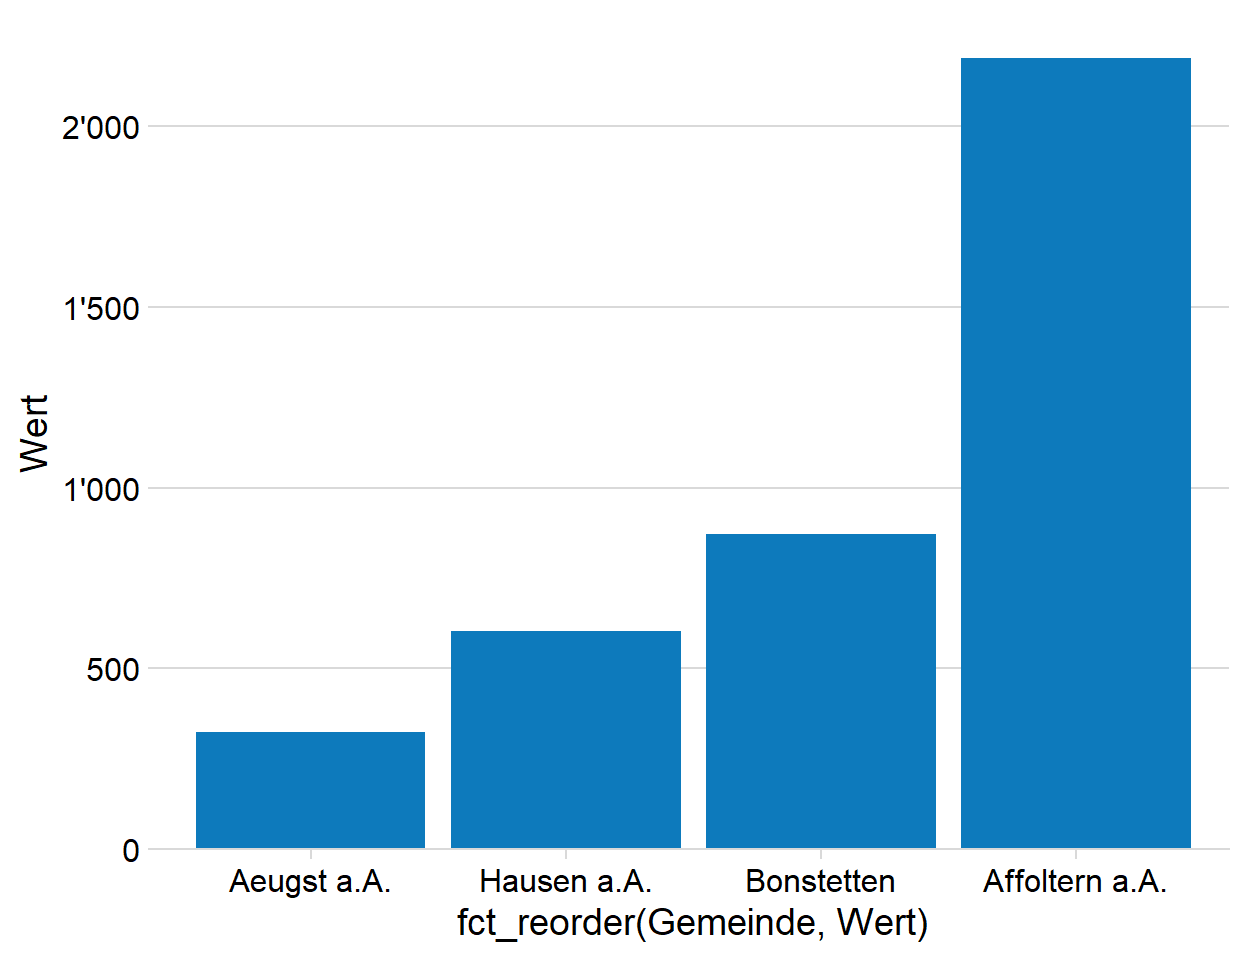 2'000
1'500
1'000
500
0
Wert
Aeugst a.A.
Hausen a.A.
Bonstetten
Affoltern a.A.
fct_reorder(Gemeinde, Wert)